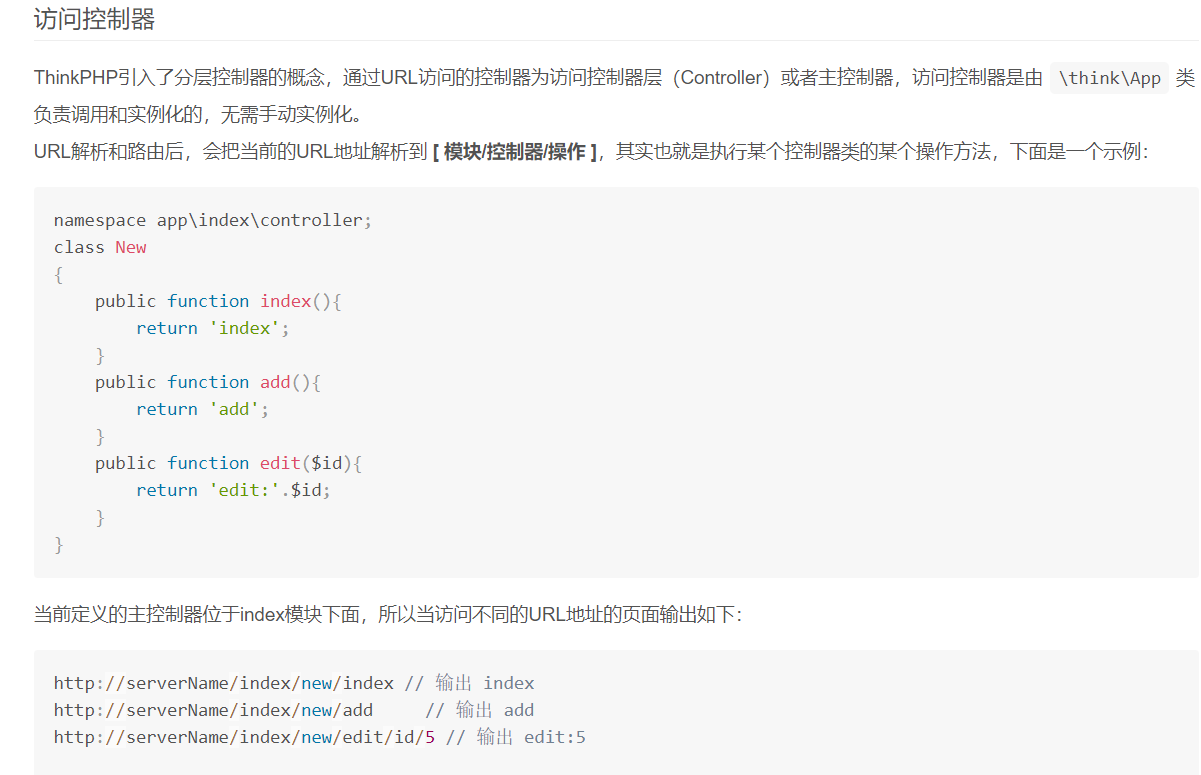 访问控制器
ThinkPHP引入了分层控制器的概念，通过URL访问的控制器为访问控制器层（Controller）或者主控制器，访问控制器是由 \think\App 类
负责调用和实例化的，无需手动实例化。
URL解析和路由后，会把当前的URL地址解析到 [ 模块/控制器/操作 ]，其实也就是执行某个控制器类的某个操作方法，下面是一个示例：
namespace app\index\controller;
class New
{
    public function index(){
        return 'index';
    }
    public function add(){
        return 'add';
    }
    public function edit($id){
        return 'edit:'.$id;
    }
}
当前定义的主控制器位于index模块下面，所以当访问不同的URL地址的页面输出如下：
http://serverName/index/new/index // 输出 index
http://serverName/index/new/add     // 输出 add
http://serverName/index/new/edit/id/5 // 输出 edit:5